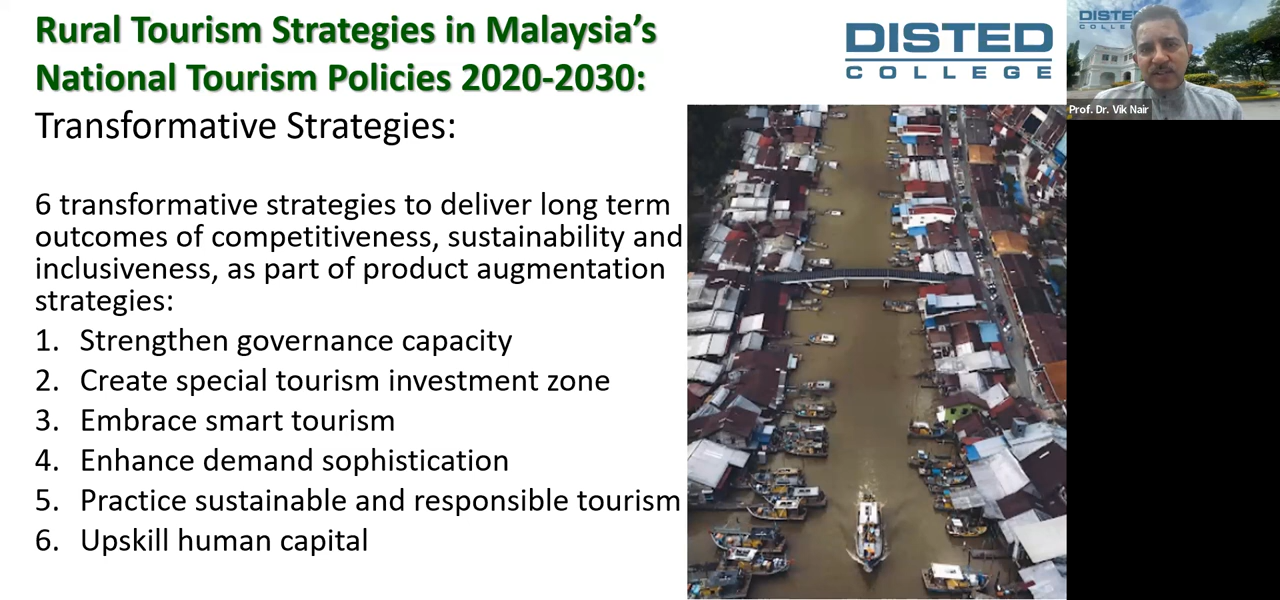 Rural Tourism Strategies in Malaysia's
National Tourism Policies 2020-2030:
Transformative Strategies:
6 transformative strategies to deliver long term
outcomes of competitiveness, sustainability and
inclusiveness, as part of product augmentation
strategies:
1. Strengthen governance capacity
2. Create special tourism investment zone
3. Embrace smart tourism
4. Enhance demand sophistication
5. Practice sustainable and responsible tourism
6. Upskill human capital
DISTED
COLLEGE
DISTED
COLLEGE
Prof. Dr. Vik Nair